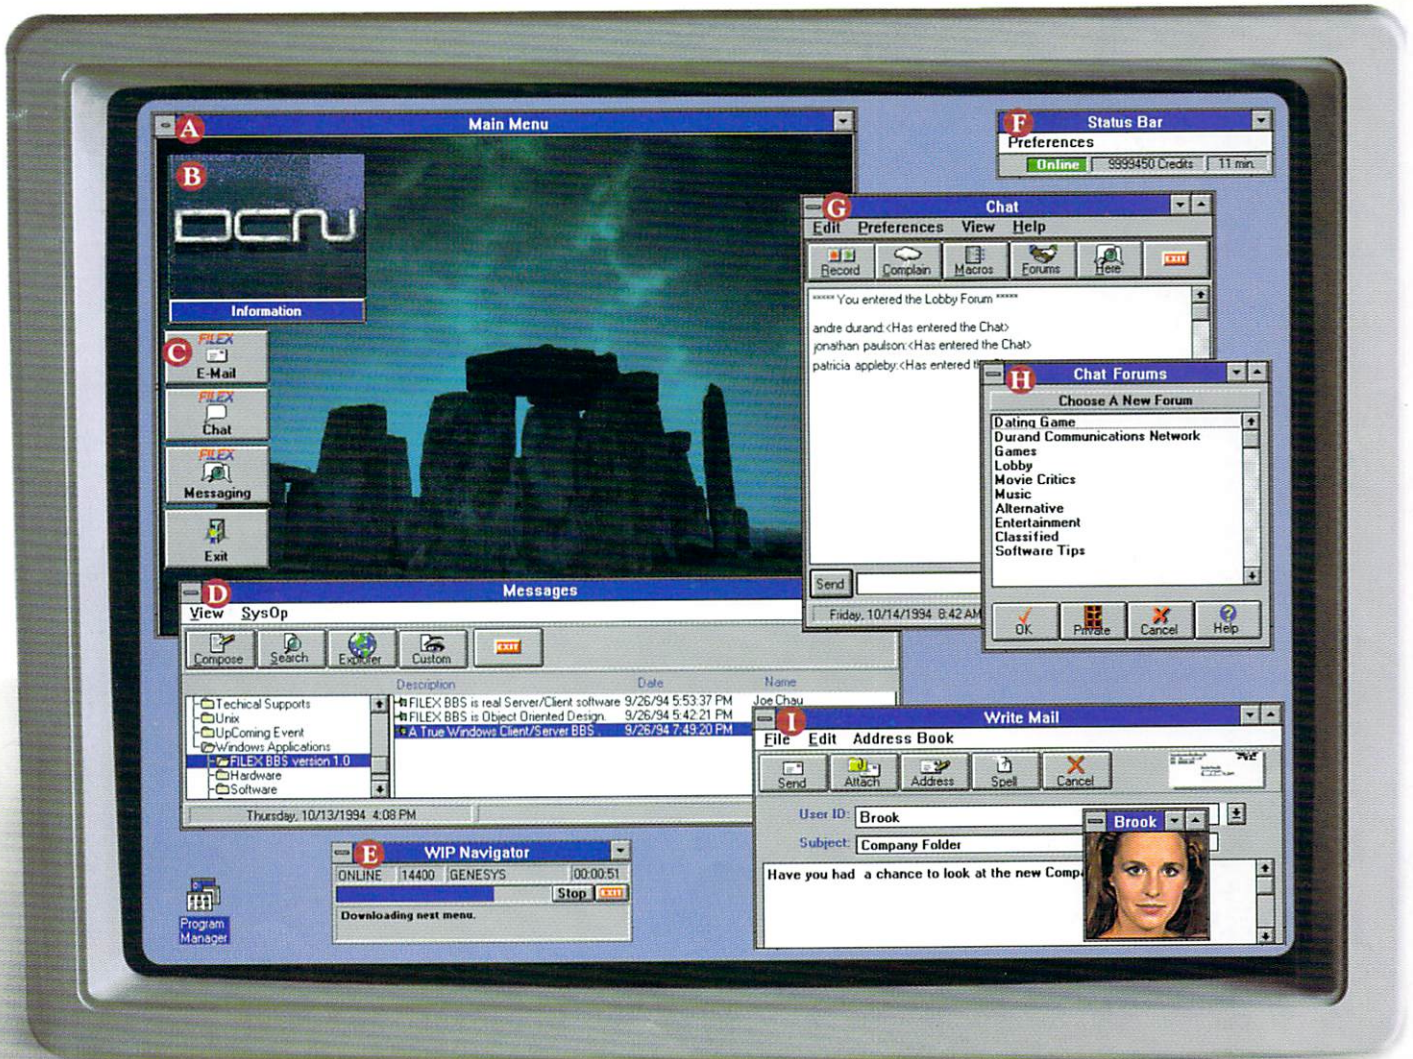 A
Main Menu
B
DCN
Information
C
FILEX
E-Mail
FILEX
Chat
FILEX
Messaging
Exit
D
Messages
View SysOp
Compose Search Explorer Custom EXIT
Description Date Name
Techical Supports
Unix
UpComing Event
Windows Applications
FILEX BBS version 1.0
Hardware
Software
FILEX BBS is real Server/Client software 9/26/94 5:53:37 PM Joe Chau
FILEX BBS is Object Oriented Design. 9/26/94 5:42:21 PM
A True Windows Client/Server BBS . 9/26/94 7:49:20 PM
Thursday, 10/13/1994 4:08 PM
E
WIP Navigator
ONLINE 14400 GENESYS 00:00:51
Stop EXIT
Downloading next menu.
Program
Manager
F
Status Bar
Preferences
Online 9999450 Credits 11 min.
G
Chat
Edit Preferences View Help
Record Complain Macros Forums Here EXIT
***** You entered the Lobby Forum *****
andre durand:<Has entered the Chat>
jonathan paulson:<Has entered the Chat>
patricia appleby:<Has entered th
Send
Friday, 10/14/1994 8:42 AM
H
Chat Forums
Choose A New Forum
Dating Game
Durand Communications Network
Games
Lobby
Movie Critics
Music
Alternative
Entertainment
Classified
Software Tips
OK Private Cancel Help
I
Write Mail
File Edit Address Book
Send Attach Address Spell Cancel
User ID: Brook
Subject: Company Folder
Have you had a chance to look at the new Comp
Brook